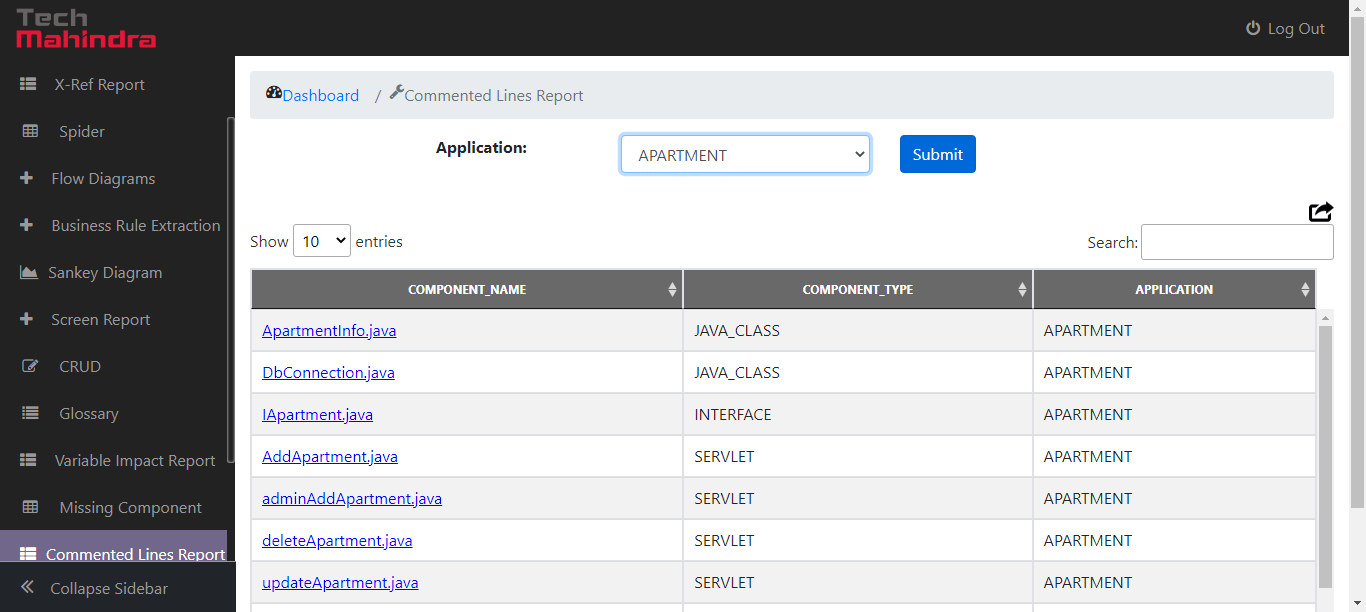 Tech
Mahindra
Log Out
X-Ref Report
Spider
Flow Diagrams
Business Rule Extraction
Sankey Diagram
Screen Report
CRUD
Glossary
Variable Impact Report
Missing Component
Commented Lines Report
Collapse Sidebar
Dashboard / Commented Lines Report
Application: APARTMENT Submit
Show 10 entries Search:
COMPONENT_NAME COMPONENT_TYPE APPLICATION
ApartmentInfo.java JAVA_CLASS APARTMENT
DbConnection.java JAVA_CLASS APARTMENT
IApartment.java INTERFACE APARTMENT
AddApartment.java SERVLET APARTMENT
adminAddApartment.java SERVLET APARTMENT
deleteApartment.java SERVLET APARTMENT
updateApartment.java SERVLET APARTMENT